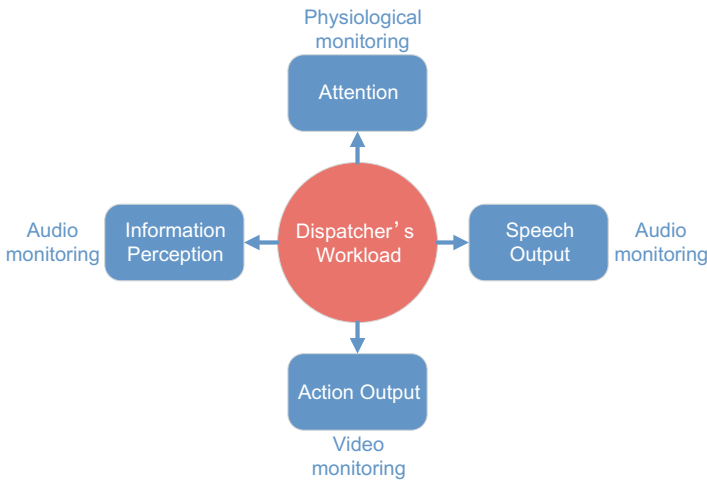 Physiological
monitoring
Attention
Audio
monitoring
Information
Perception
Dispatcher’s
Workload
Speech
Output
Audio
monitoring
Action Output
Video
monitoring